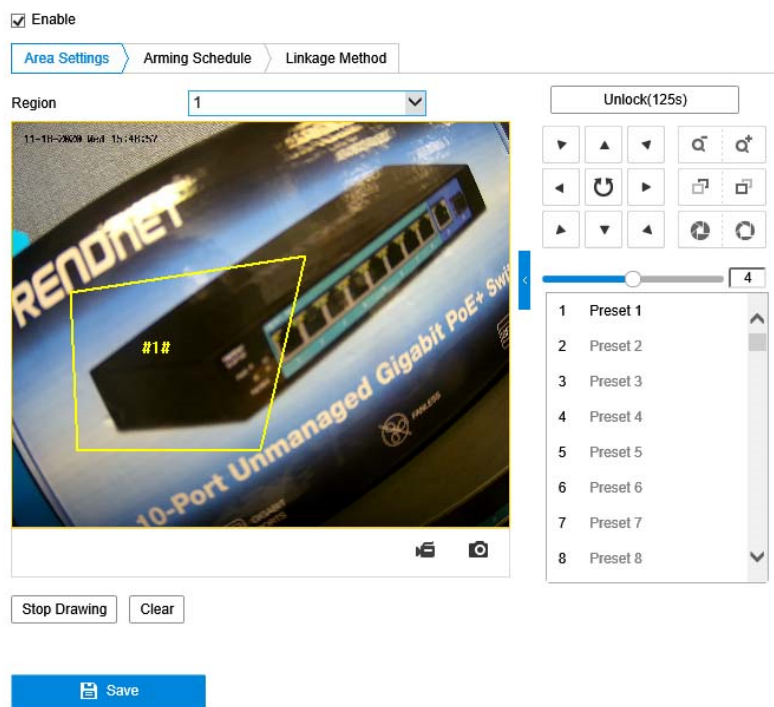 Enable
Area Settings
Arming Schedule
Linkage Method
Region
1
Unlock(125s)
11-18-2020 Wed 15:48:57
RENDNET
#1#
10-Port Unmanaged Gigabit PoE+ Swi
FANLESS
GIGABIT
4
1 Preset 1
2 Preset 2
3 Preset 3
4 Preset 4
5 Preset 5
6 Preset 6
7 Preset 7
8 Preset 8
Stop Drawing
Clear
Save